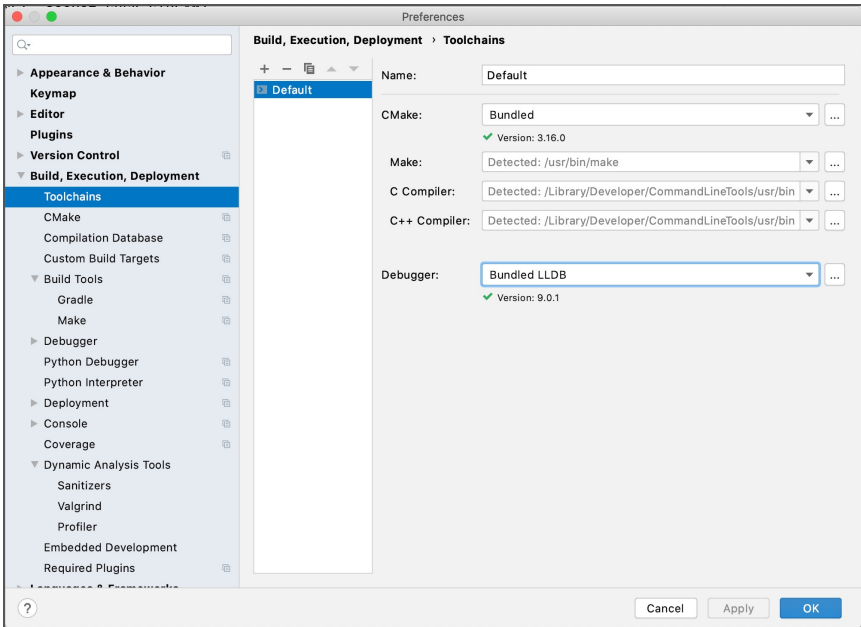 Preferences
Build, Execution, Deployment › Toolchains
Appearance & Behavior
Keymap
Editor
Plugins
Version Control
Build, Execution, Deployment
Toolchains
CMake
Compilation Database
Custom Build Targets
Build Tools
Gradle
Make
Debugger
Python Debugger
Python Interpreter
Deployment
Console
Coverage
Dynamic Analysis Tools
Sanitizers
Valgrind
Profiler
Embedded Development
Required Plugins
Default
Name: Default
CMake: Bundled ...
Version: 3.16.0
Make: Detected: /usr/bin/make ...
C Compiler: Detected: /Library/Developer/CommandLineTools/usr/bin ...
C++ Compiler: Detected: /Library/Developer/CommandLineTools/usr/bin ...
Debugger: Bundled LLDB ...
Version: 9.0.1
? Cancel Apply OK